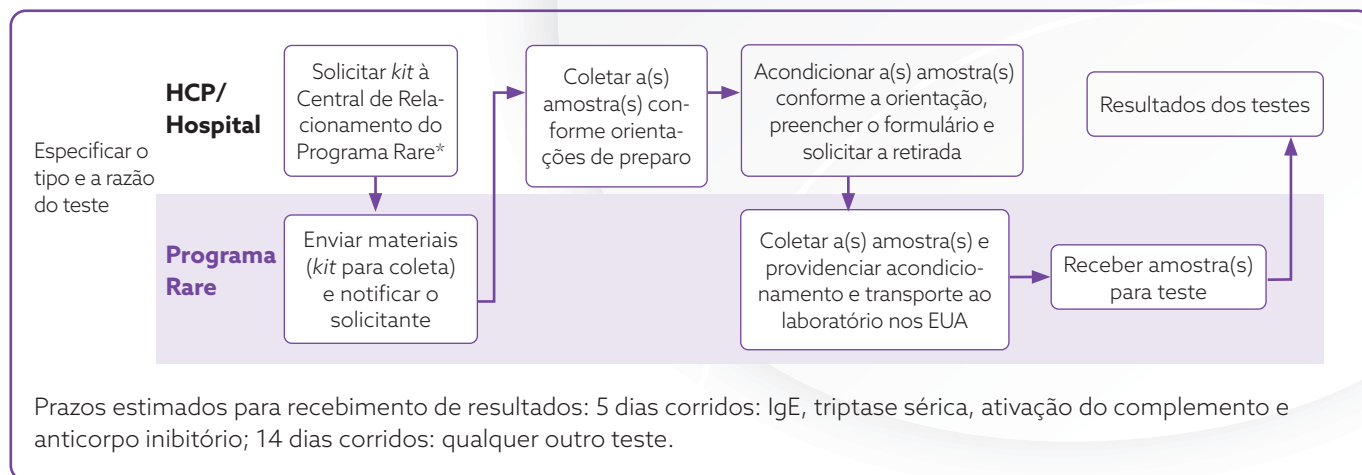 Especificar o
tipo e a razão
do teste
HCP/
Hospital
Solicitar kit à
Central de Rela-
cionamento do
Programa Rare*
Coletar a(s)
amostra(s) con-
forme orienta-
ções de preparo
Acondicionar a(s) amostra(s)
conforme a orientação,
preencher o formulário e
solicitar a retirada
Resultados dos testes
Programa
Rare
Enviar materiais
(kit para coleta)
e notificar o
solicitante
Coletar a(s) amostra(s) e
providenciar acondicio-
namento e transporte ao
laboratório nos EUA
Receber amostra(s)
para teste
Prazos estimados para recebimento de resultados: 5 dias corridos: IgE, triptase sérica, ativação do complemento e
anticorpo inibitório; 14 dias corridos: qualquer outro teste.